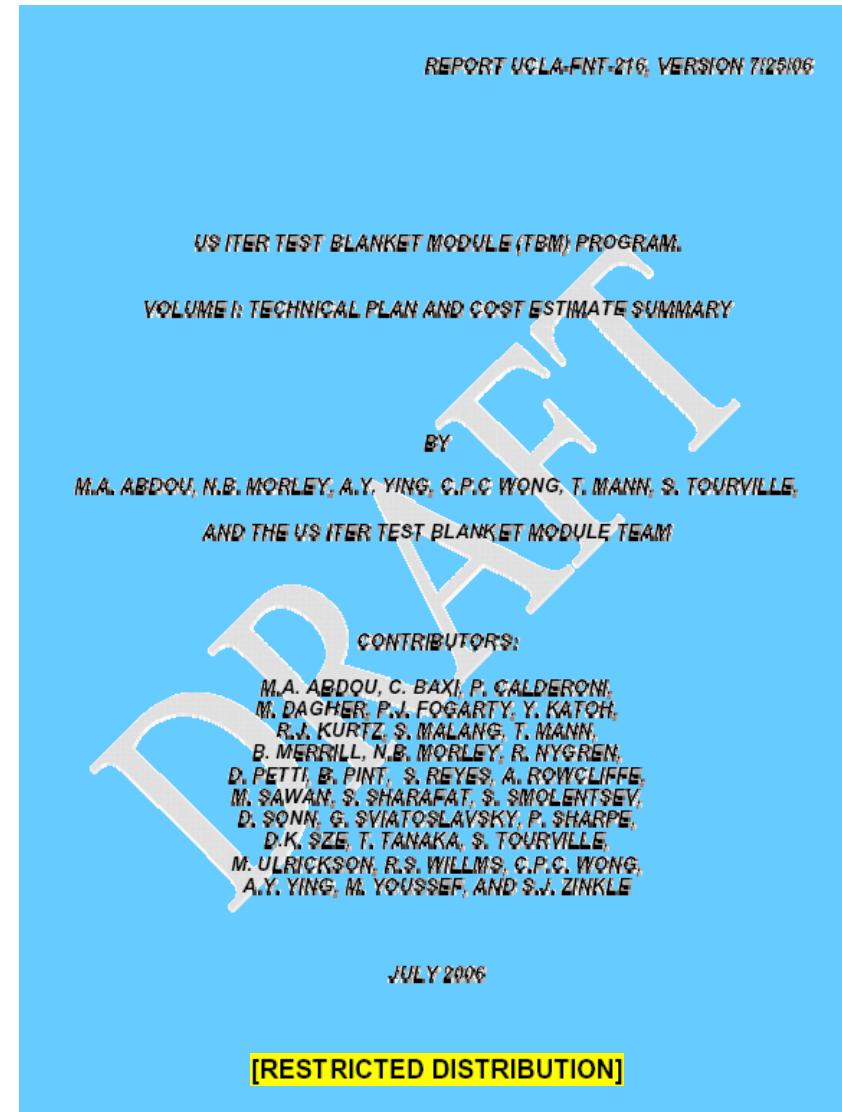 REPORT UCLA-FNT-216, VERSION 7/25/06
US ITER TEST BLANKET MODULE (TBM) PROGRAM.
VOLUME I: TECHNICAL PLAN AND COST ESTIMATE SUMMARY
BY
M.A. ABDOU, N.B. MORLEY, A.Y. YING, C.P.C WONG, T. MANN, S. TOURVILLE,
AND THE US ITER TEST BLANKET MODULE TEAM
CONTRIBUTORS:
M.A. ABDOU, C. BAXI, P. CALDERONI,
M. DAGHER, P.J. FOGARTY, Y. KATOH,
R.J. KURTZ, S. MALANG, T. MANN,
B. MERRILL, N.B. MORLEY, R. NYGREN,
D. PETTI, B. PINT, S. REYES, A. ROWCLIFFE,
M. SAWAN, S. SHARAFAT, S. SMOLENTSEV,
D. SONN, G. SVIATOSLAVSKY, P. SHARPE,
D.K. SZE, T. TANAKA, S. TOURVILLE,
M. ULRICKSON, R.S. WILLMS, C.P.C. WONG,
A.Y. YING, M. YOUSSEF, AND S.J. ZINKLE
JULY 2006
[RESTRICTED DISTRIBUTION]
DRAFT